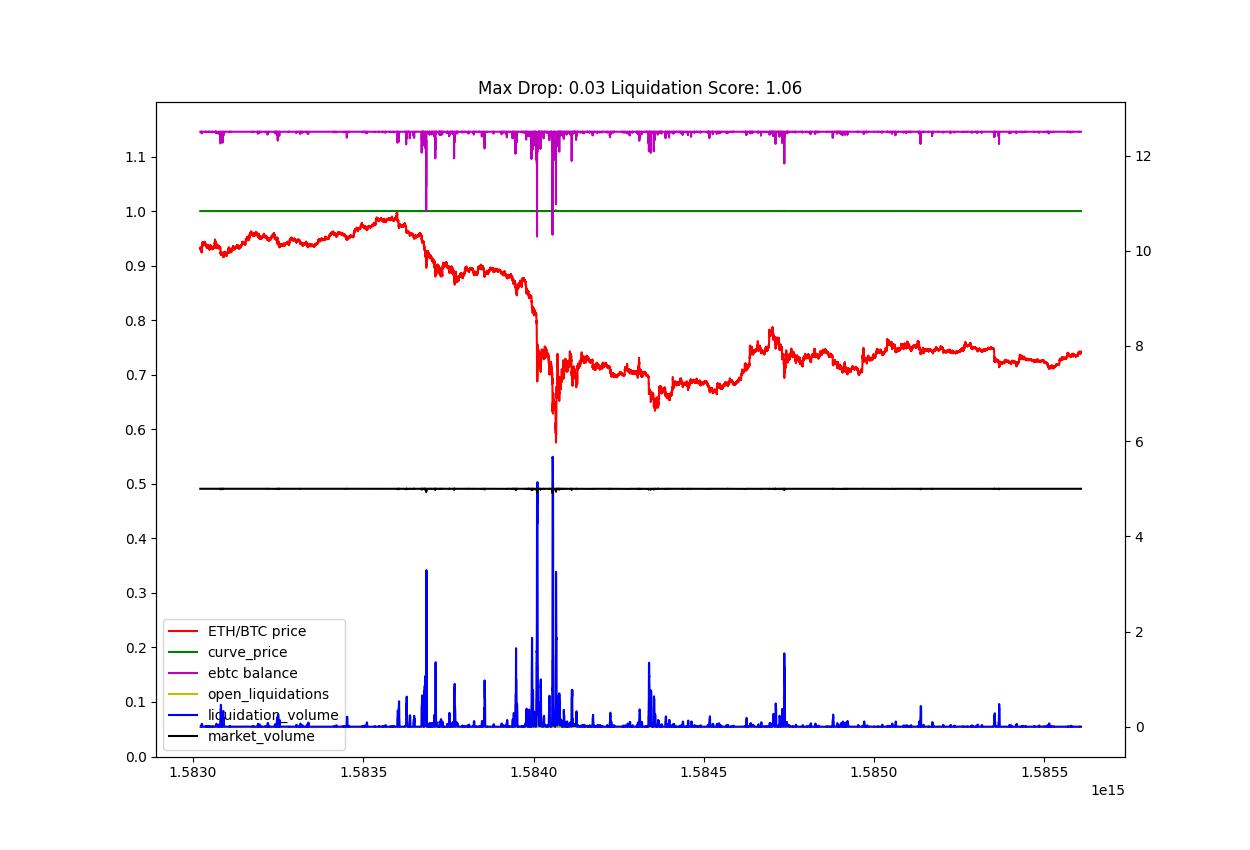 Max Drop: 0.03 Liquidation Score: 1.06
1.1
1.0
0.9
0.8
0.7
0.6
0.5
0.4
0.3
0.2
0.1
0.0
12
10
8
6
4
2
0
ETH/BTC price
curve_price
ebtc balance
open_liquidations
liquidation_volume
market_volume
1.5830 1.5835 1.5840 1.5845 1.5850 1.5855
1e15